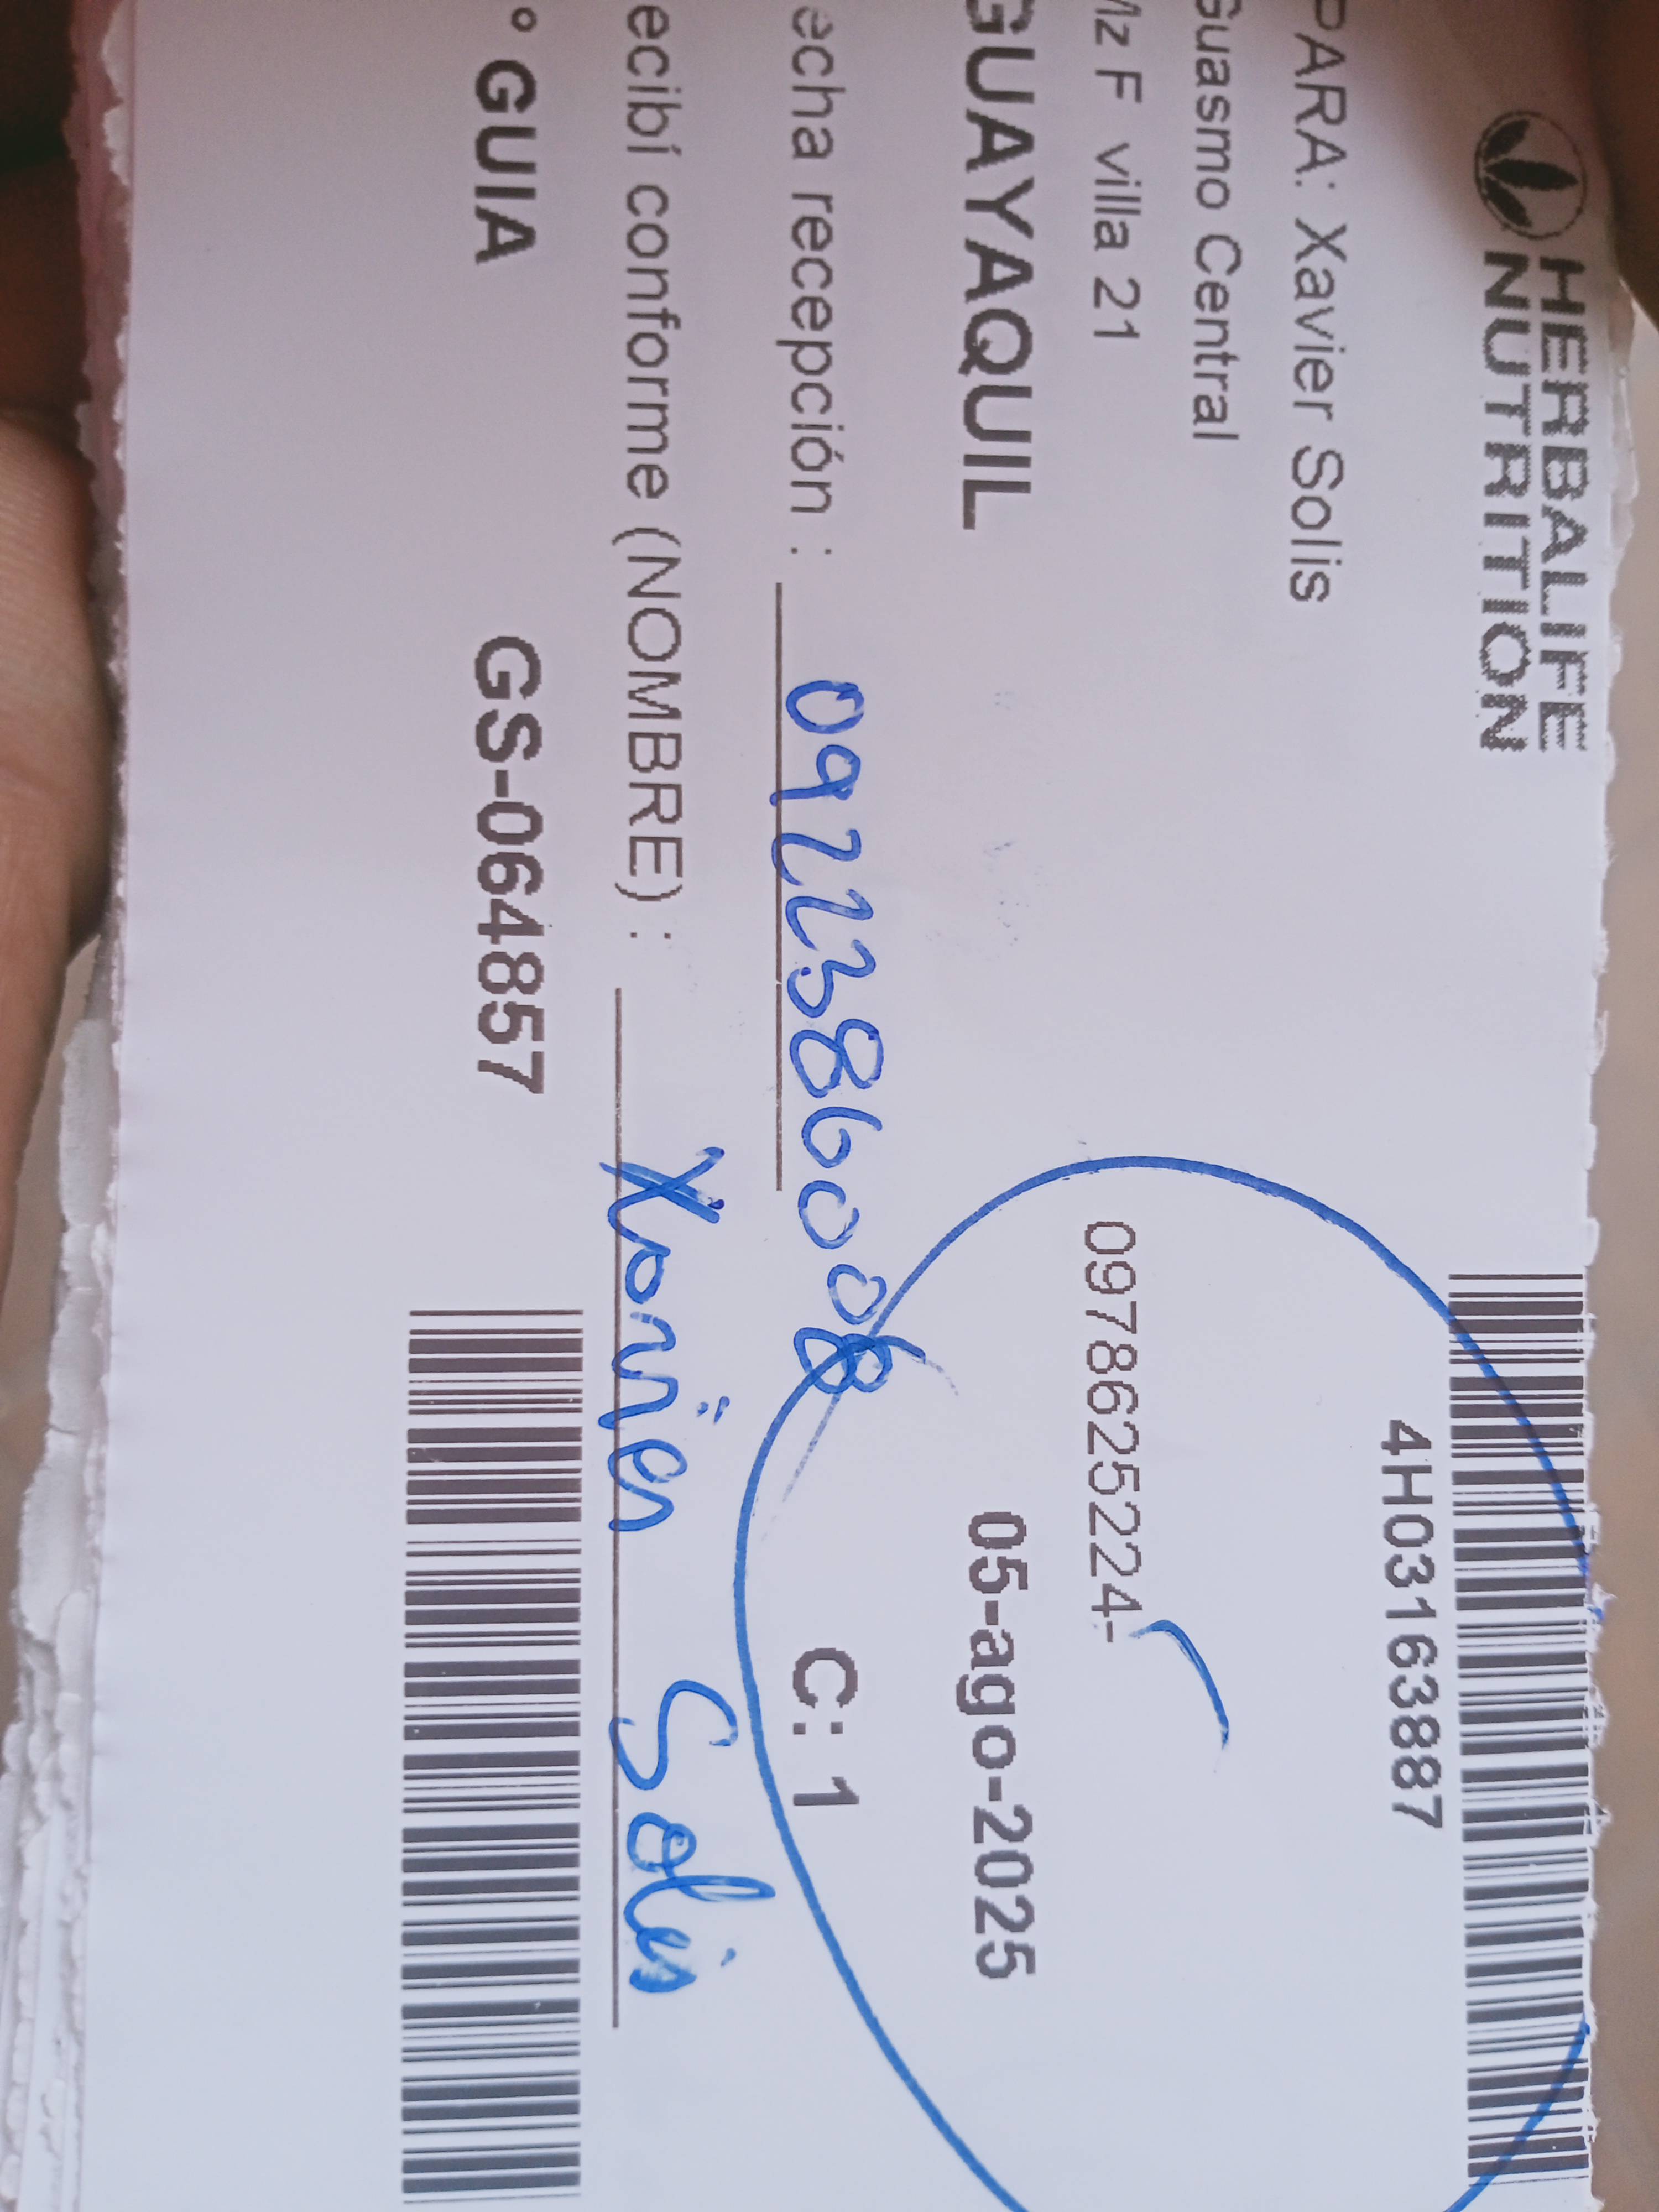 HERBALIFE
NUTRITION
4H03163887
PARA: Xavier Solis
Guasmo Central
Mz F villa 21 0978625224-
GUAYAQUIL 05-ago-2025
echa recepción : 0922386008 C: 1
ecibí conforme (NOMBRE) : Xavier Solis
° GUIA GS-064857